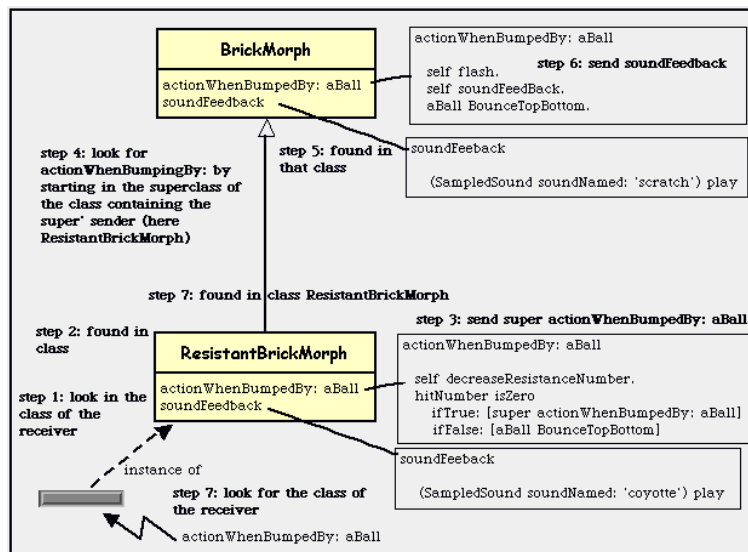 BrickMorph
actionWhenBumpedBy: aBall
soundFeedback
actionWhenBumpedBy: aBall
step 6: send soundFeedback
self flash.
self soundFeedBack.
aBall BounceTopBottom.
step 4: look for
actionWhenBumpingBy: by
starting in the superclass of
the class containing the
super' sender (here
ResistantBrickMorph)
step 5: found in
that class
soundFeeback
(SampledSound soundNamed: 'scratch') play
step 7: found in class ResistantBrickMorph
step 2: found in
class
step 3: send super actionWhenBumpedBy: aBall
ResistantBrickMorph
actionWhenBumpedBy: aBall
soundFeedback
actionWhenBumpedBy: aBall
self decreaseResistanceNumber.
hitNumber isZero
ifTrue: [super actionWhenBumpedBy: aBall]
ifFalse: [aBall BounceTopBottom]
step 1: look in the
class of the
receiver
soundFeeback
(SampledSound soundNamed: 'coyotte') play
instance of
step 7: look for the class of
the receiver
actionWhenBumpedBy: aBall